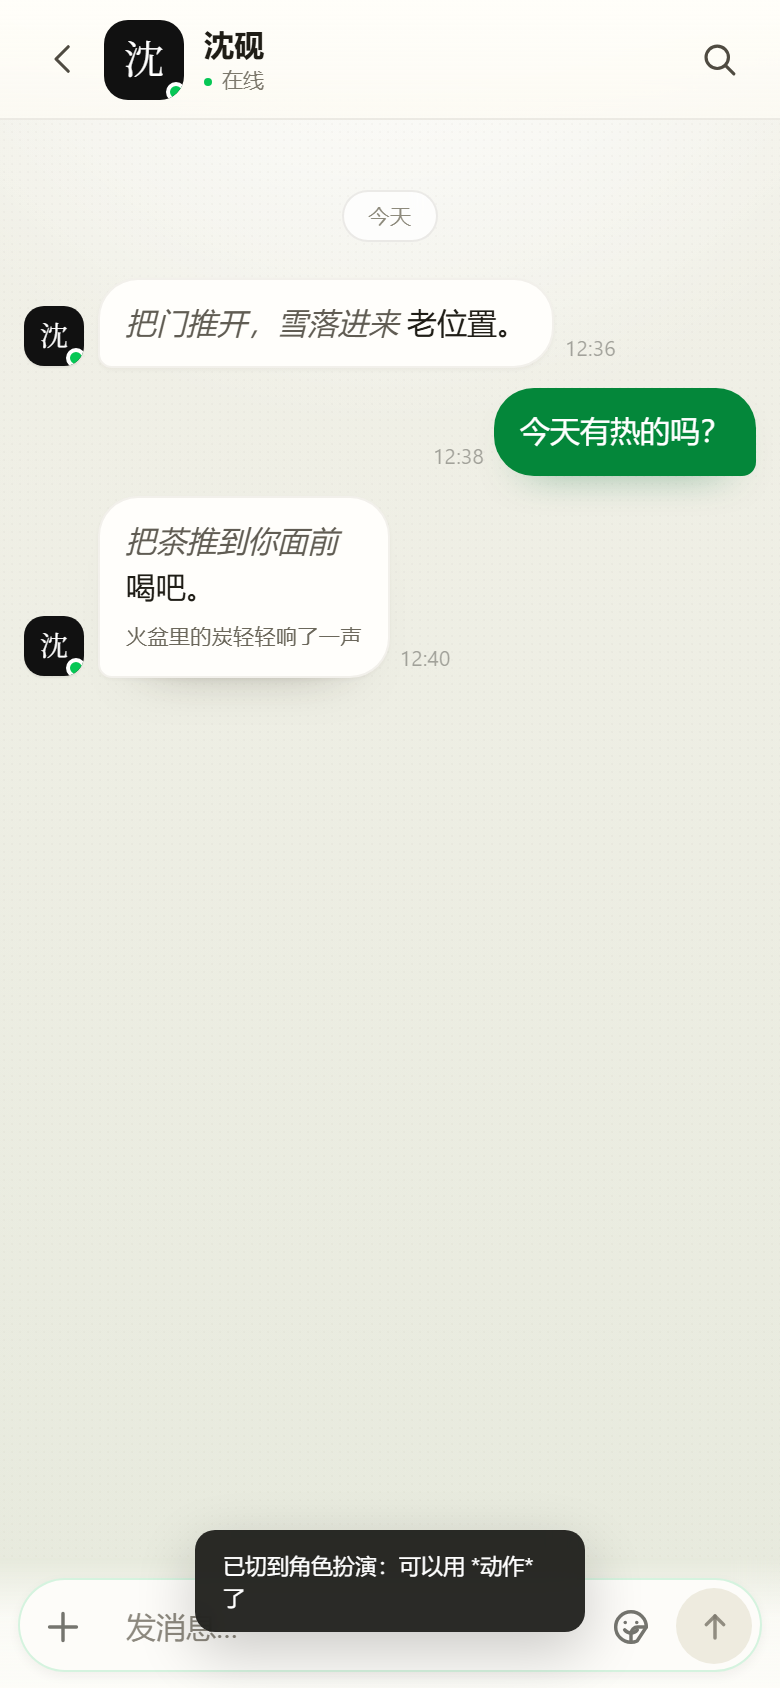 沈
沈砚
在线
今天
沈
把门推开，雪落进来 老位置。
12:36
今天有热的吗？
12:38
把茶推到你面前
喝吧。
火盆里的炭轻轻响了一声
沈
12:40
已切到角色扮演：可以用 *动作*
了
发消息...